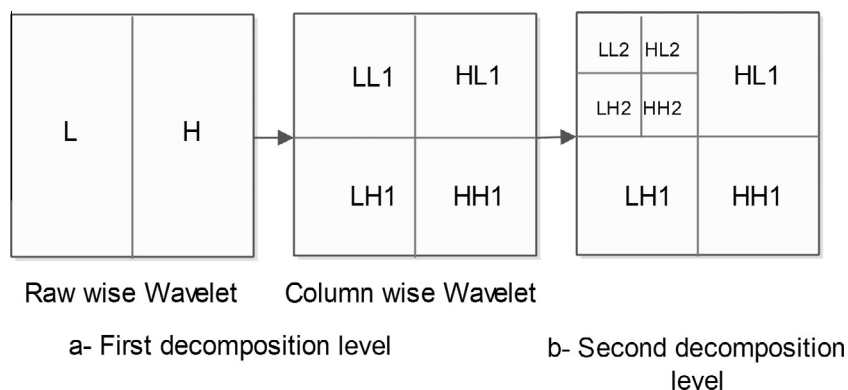 L H
LL1 HL1
LH1 HH1
LL2 HL2
LH2 HH2
HL1
LH1 HH1
Raw wise Wavelet
Column wise Wavelet
a- First decomposition level
b- Second decomposition
level